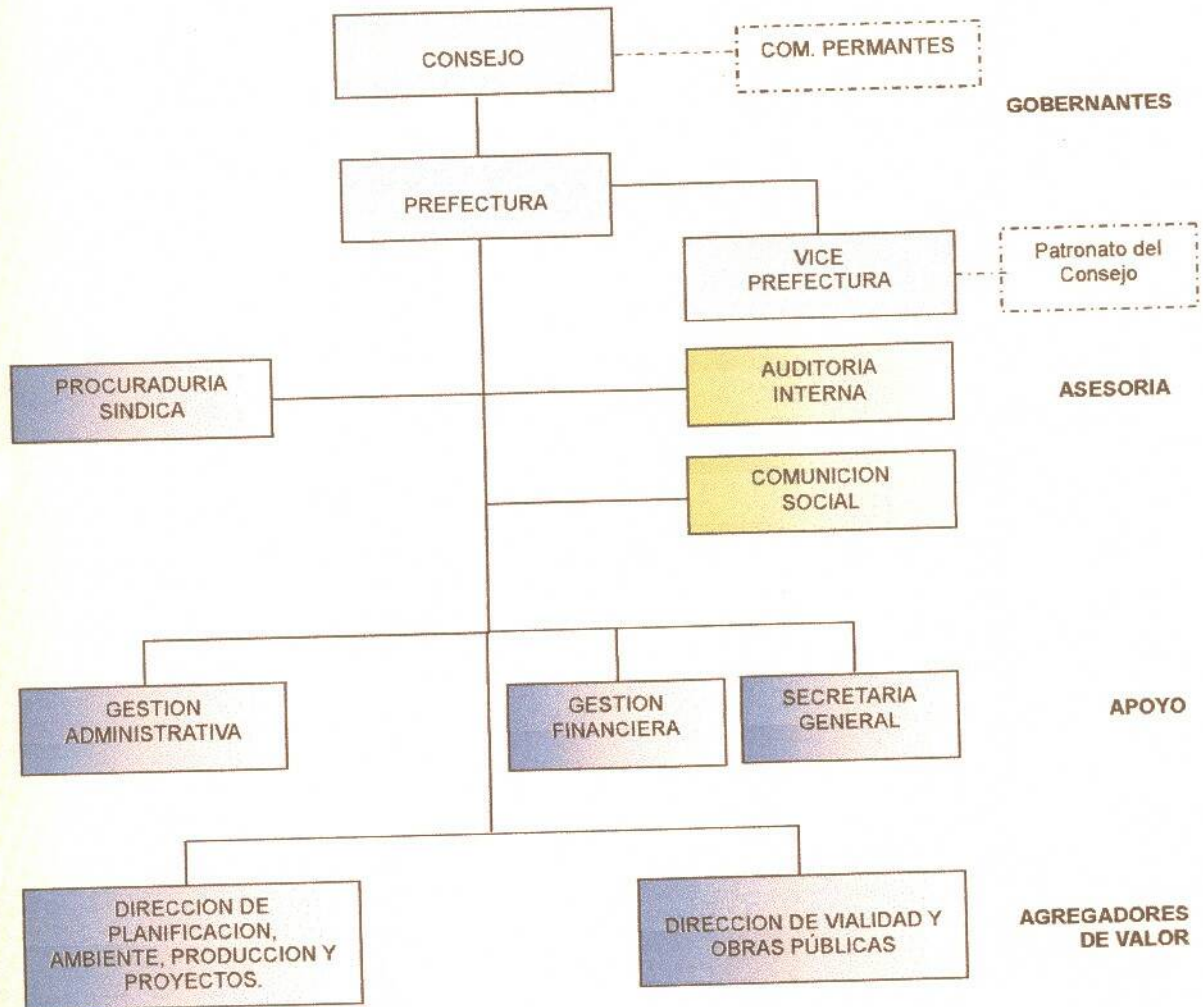 CONSEJO
COM. PERMANTES
GOBERNANTES
PREFECTURA
VICE
PREFECTURA
Patronato del
Consejo
PROCURADURIA
SINDICA
AUDITORIA
INTERNA
ASESORIA
COMUNICION
SOCIAL
GESTION
ADMINISTRATIVA
GESTION
FINANCIERA
SECRETARIA
GENERAL
APOYO
DIRECCION DE
PLANIFICACION,
AMBIENTE, PRODUCCION Y
PROYECTOS.
DIRECCION DE VIALIDAD Y
OBRAS PÚBLICAS
AGREGADORES
DE VALOR